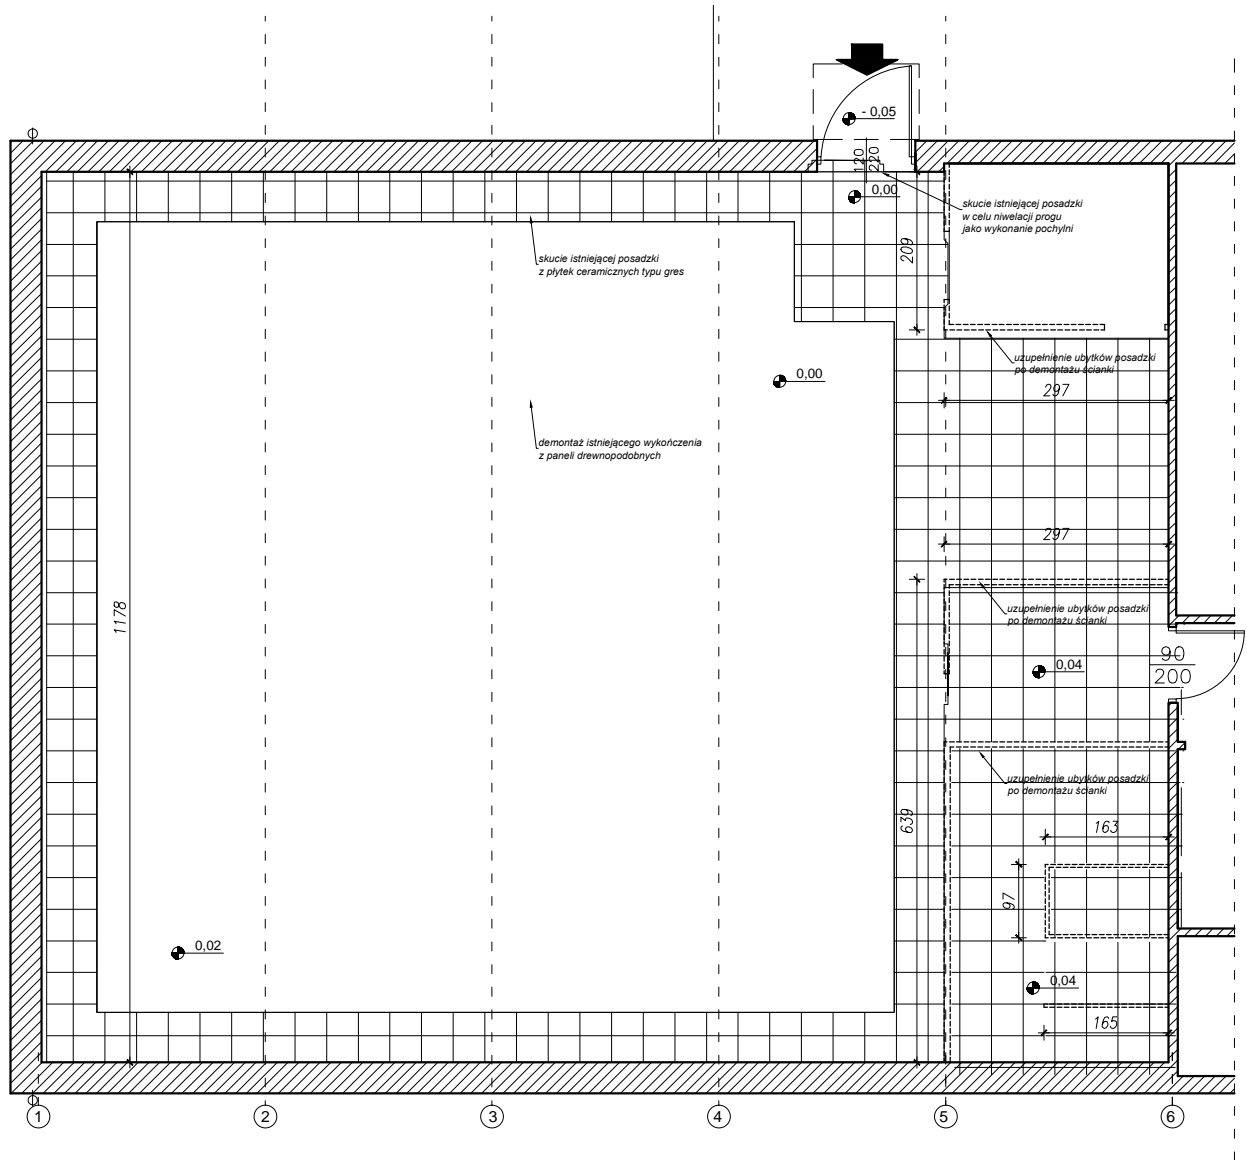 - 0,05
120
220
0,00
skucie istniejącej posadzki
w celu niwelacji progu
jako wykonanie pochylni
209
skucie istniejącej posadzki
z płytek ceramicznych typu gres
uzupełnienie ubytków posadzki
po demontażu ścianki
0,00
297
demontaż istniejącego wykończenia
z paneli drewnopodobnych
297
1178
uzupełnienie ubytków posadzki
po demontażu ścianki
0,04
90
200
uzupełnienie ubytków posadzki
po demontażu ścianki
639
163
97
0,02
0,04
165
1
2
3
4
5
6